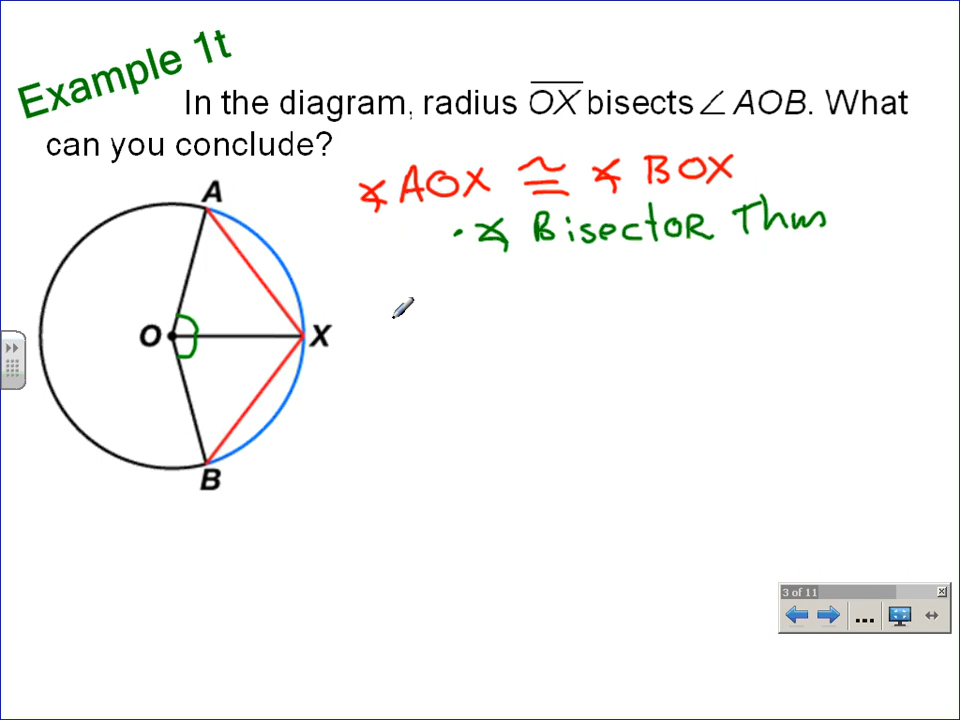 Example 1t
In the diagram, radius OX bisects ∠ AOB. What
can you conclude?
∡ AOX ≅ ∡ BOX
· ∡ Bisector Thm
A
O
X
B
3 of 11
...